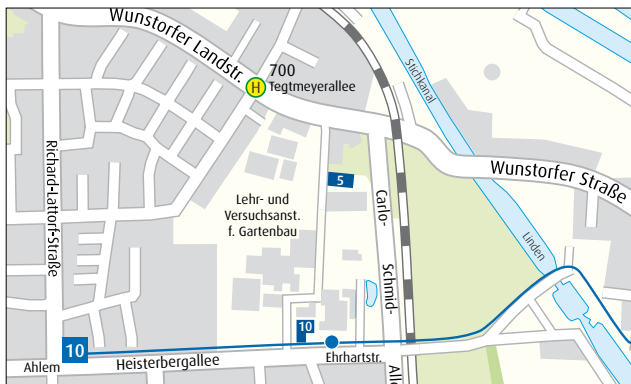 Wunstorfer Landstr.
H
700
Tegtmeyerallee
Stichkanal
Wunstorfer Straße
Richard-Lattorf-Straße
Lehr- und
Versuchsanst.
f. Gartenbau
5
Carlo-
Schmid-
Linden
10
Ahlem
10
Heisterbergallee
Ehrhartstr.